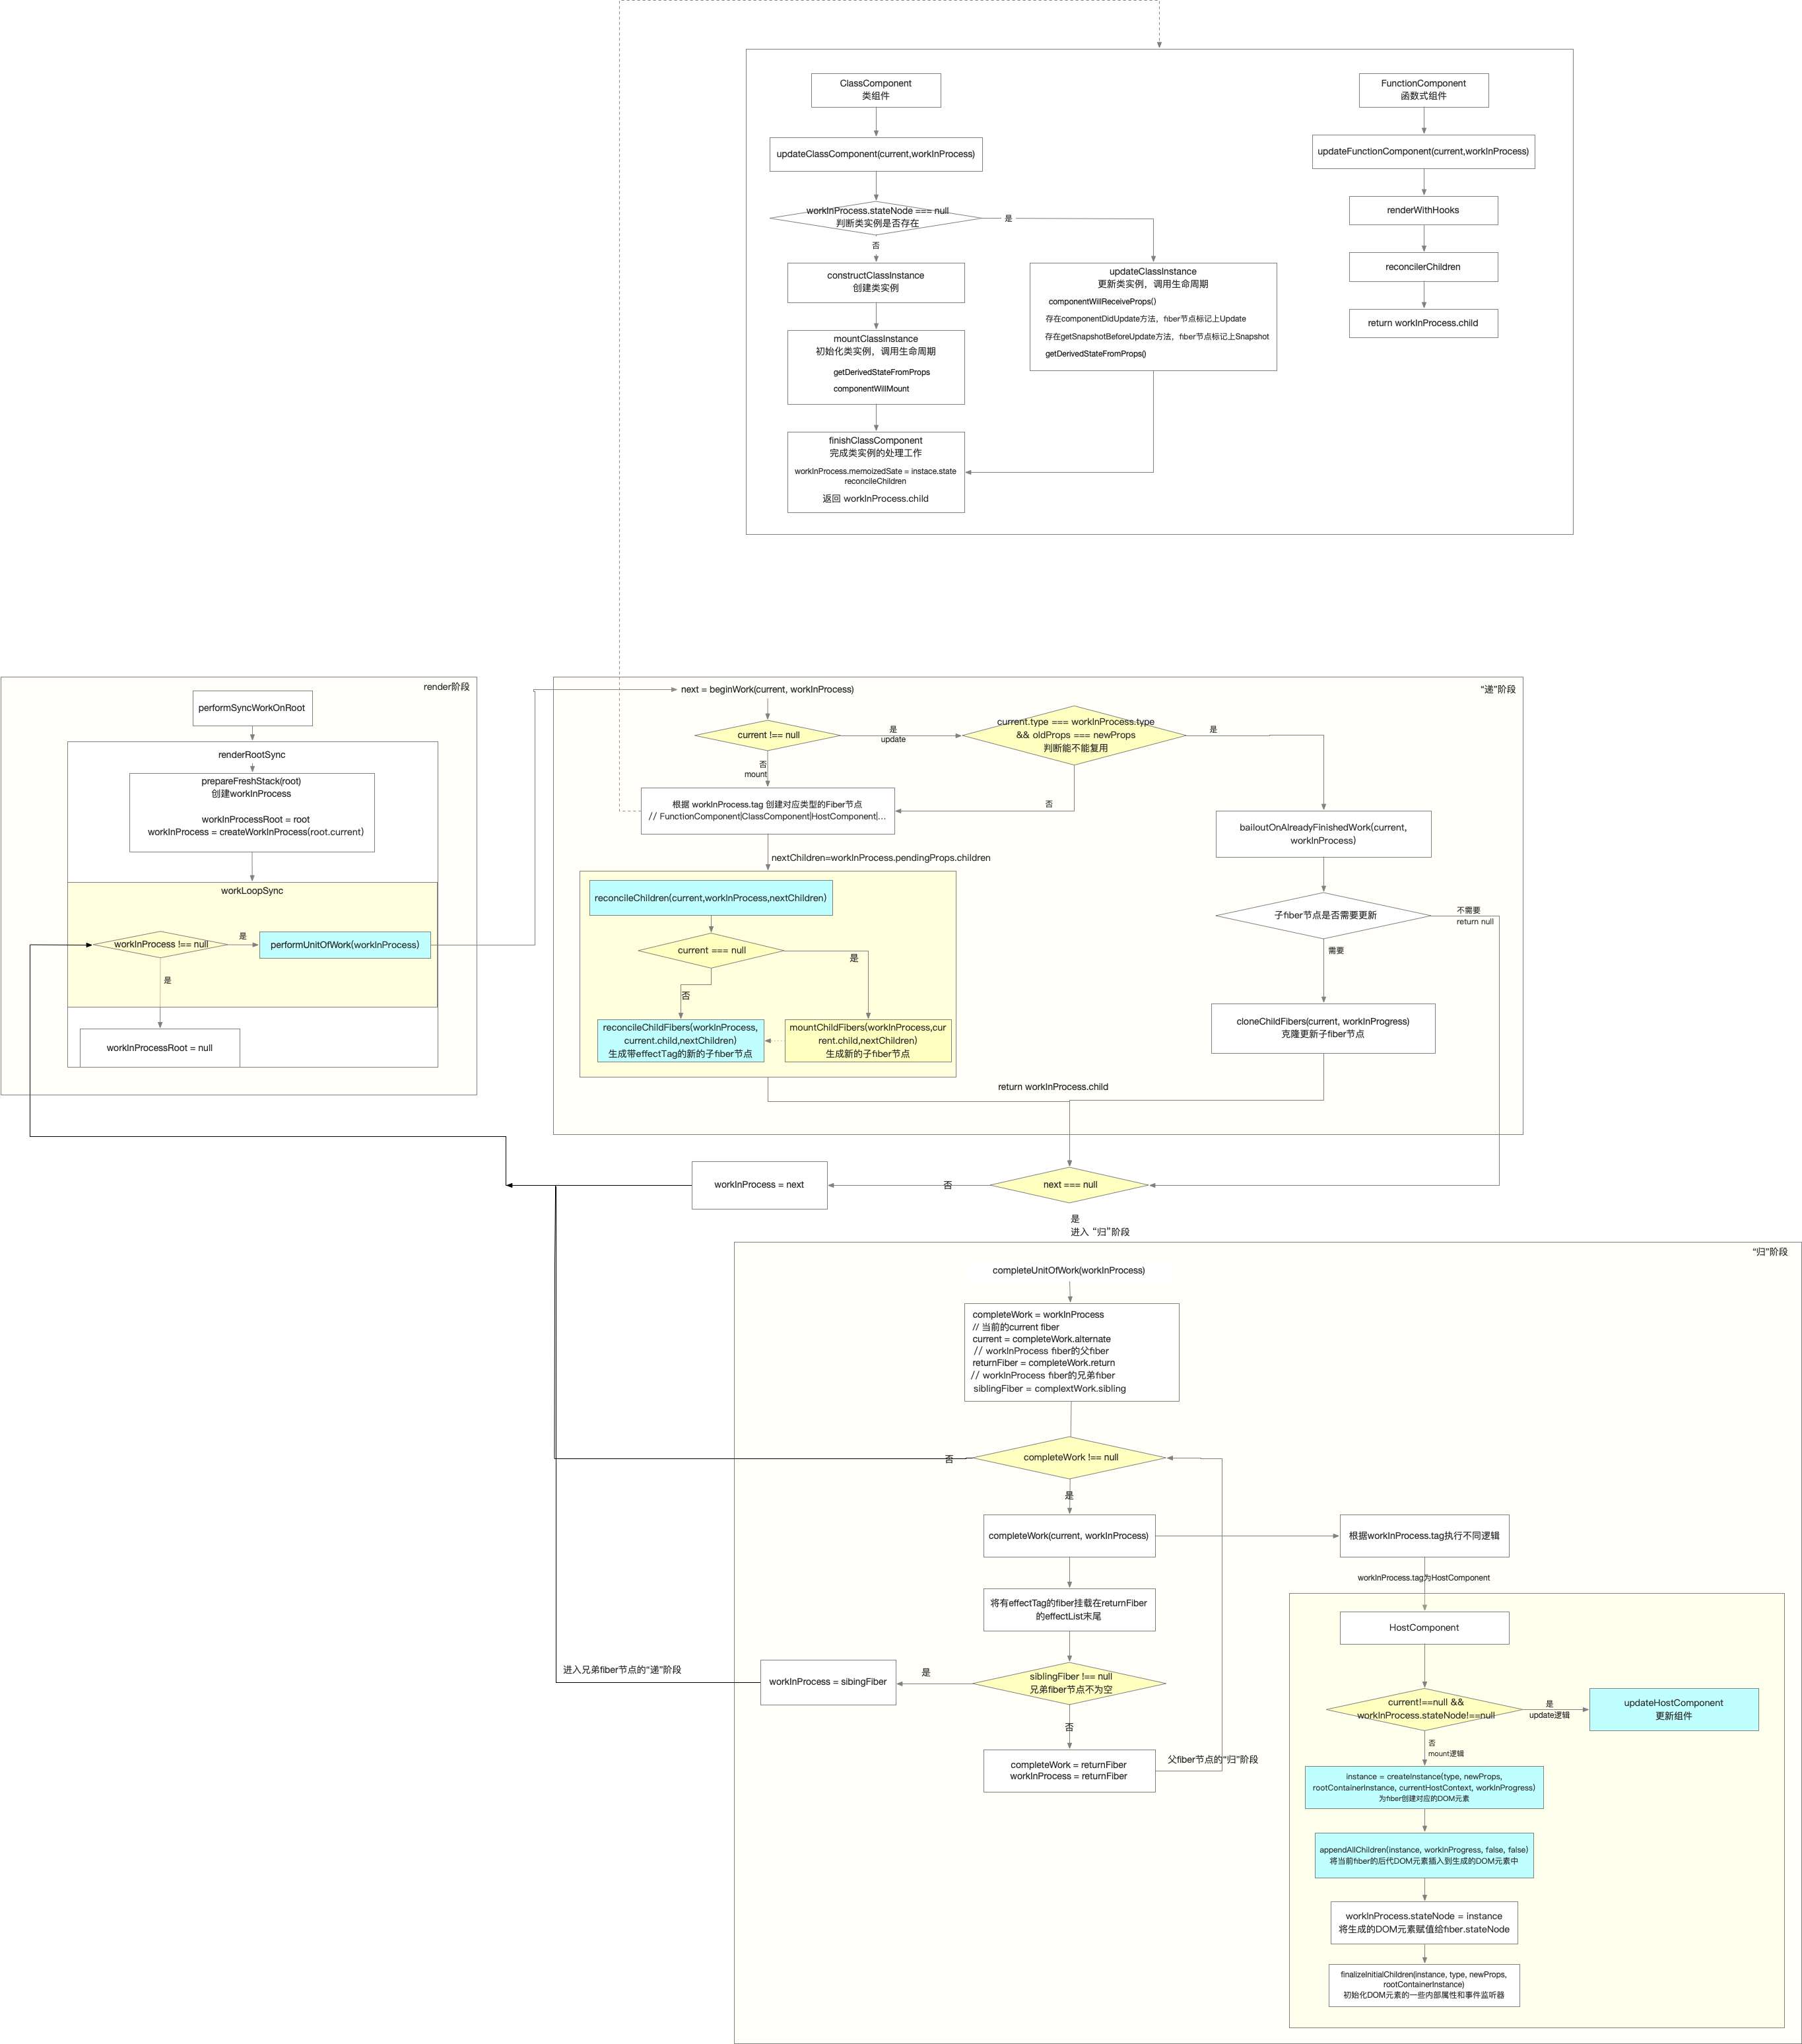 ClassComponent
类组件
updateClassComponent(current,workInProcess)
workInProcess.stateNode === null
判断类实例是否存在
是
否
constructClassInstance
创建类实例
mountClassInstance
初始化类实例，调用生命周期
getDerivedStateFromProps
componentWillMount
finishClassComponent
完成类实例的处理工作
workInProcess.memoizedSate = instace.state
reconcileChildren
返回 workInProcess.child
updateClassInstance
更新类实例，调用生命周期
componentWillReceiveProps()
存在componentDidUpdate方法，fiber节点标记上Update
存在getSnapshotBeforeUpdate方法，fiber节点标记上Snapshot
getDerivedStateFromProps()
FunctionComponent
函数式组件
updateFunctionComponent(current,workInProcess)
renderWithHooks
reconcilerChildren
return workInProcess.child
render阶段
performSyncWorkOnRoot
renderRootSync
prepareFreshStack(root)
创建workInProcess
workInProcessRoot = root
workInProcess = createWorkInProcess(root.current)
workLoopSync
workInProcess !== null
是
performUnitOfWork(workInProcess)
是
workInProcessRoot = null
“递”阶段
next = beginWork(current, workInProcess)
current !== null
是
update
否
mount
current.type === workInProcess.type
&& oldProps === newProps
判断能不能复用
是
否
根据 workInProcess.tag 创建对应类型的Fiber节点
// FunctionComponent|ClassComponent|HostComponent|...
nextChildren=workInProcess.pendingProps.children
reconcileChildren(current,workInProcess,nextChildren)
current === null
是
否
reconcileChildFibers(workInProcess,
current.child,nextChildren)
生成带effectTag的新的子fiber节点
mountChildFibers(workInProcess,cur
rent.child,nextChildren)
生成新的子fiber节点
bailoutOnAlreadyFinishedWork(current,
workInProcess)
子fiber节点是否需要更新
不需要
return null
需要
cloneChildFibers(current, workInProgress)
克隆更新子fiber节点
return workInProcess.child
next === null
否
workInProcess = next
是
进入 “归”阶段
“归”阶段
completeUnitOfWork(workInProcess)
completeWork = workInProcess
// 当前的current fiber
current = completeWork.alternate
// workInProcess fiber的父fiber
returnFiber = completeWork.return
// workInProcess fiber的兄弟fiber
siblingFiber = complextWork.sibling
completeWork !== null
否
是
completeWork(current, workInProcess)
将有effectTag的fiber挂载在returnFiber
的effectList末尾
siblingFiber !== null
兄弟fiber节点不为空
是
workInProcess = sibingFiber
进入兄弟fiber节点的“递”阶段
否
completeWork = returnFiber
workInProcess = returnFiber
父fiber节点的“归”阶段
根据workInProcess.tag执行不同逻辑
workInProcess.tag为HostComponent
HostComponent
current!==null &&
workInProcess.stateNode!==null
是
update逻辑
updateHostComponent
更新组件
否
mount逻辑
instance = createInstance(type, newProps,
rootContainerInstance, currentHostContext, workInProgress)
为fiber创建对应的DOM元素
appendAllChildren(instance, workInProgress, false, false)
将当前fiber的后代DOM元素插入到生成的DOM元素中
workInProcess.stateNode = instance
将生成的DOM元素赋值给fiber.stateNode
finalizeInitialChildren(instance, type, newProps,
rootContainerInstance)
初始化DOM元素的一些内部属性和事件监听器